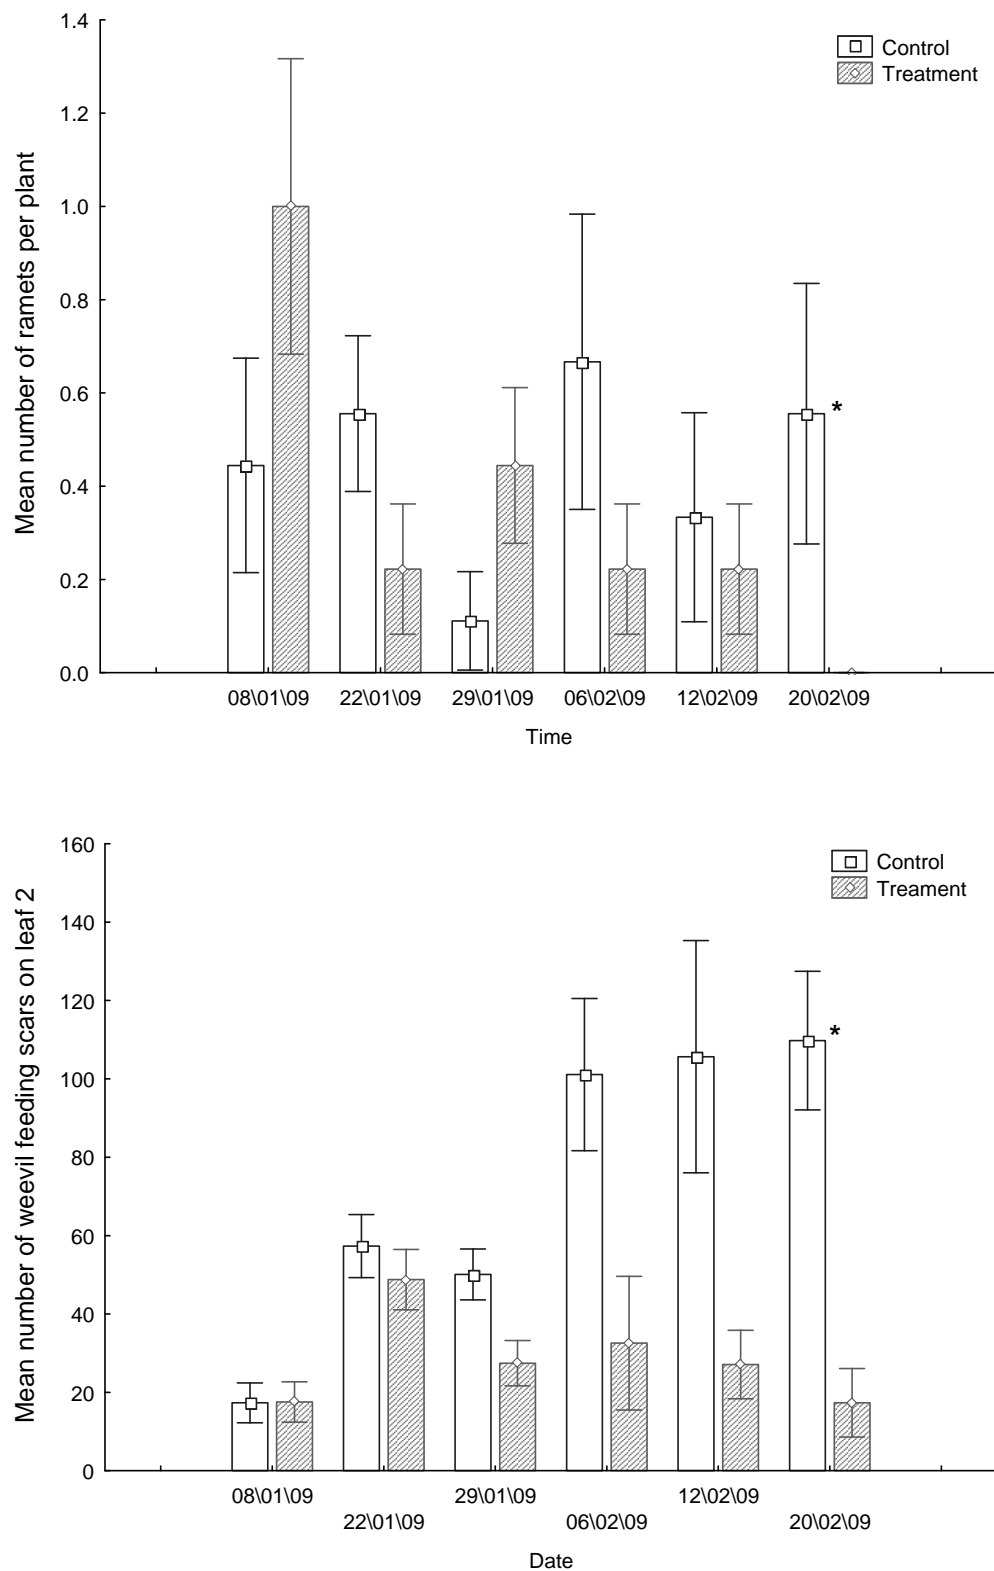 1.4
1.2
1.0
0.8
0.6
0.4
0.2
0.0
Mean number of ramets per plant
Control
Treatment
*
08\01\09 22\01\09 29\01\09 06\02\09 12\02\09 20\02\09
Time
160
140
120
100
80
60
40
20
0
Mean number of weevil feeding scars on leaf 2
Control
Treament
*
08\01\09 29\01\09 12\02\09
22\01\09 06\02\09 20\02\09
Date